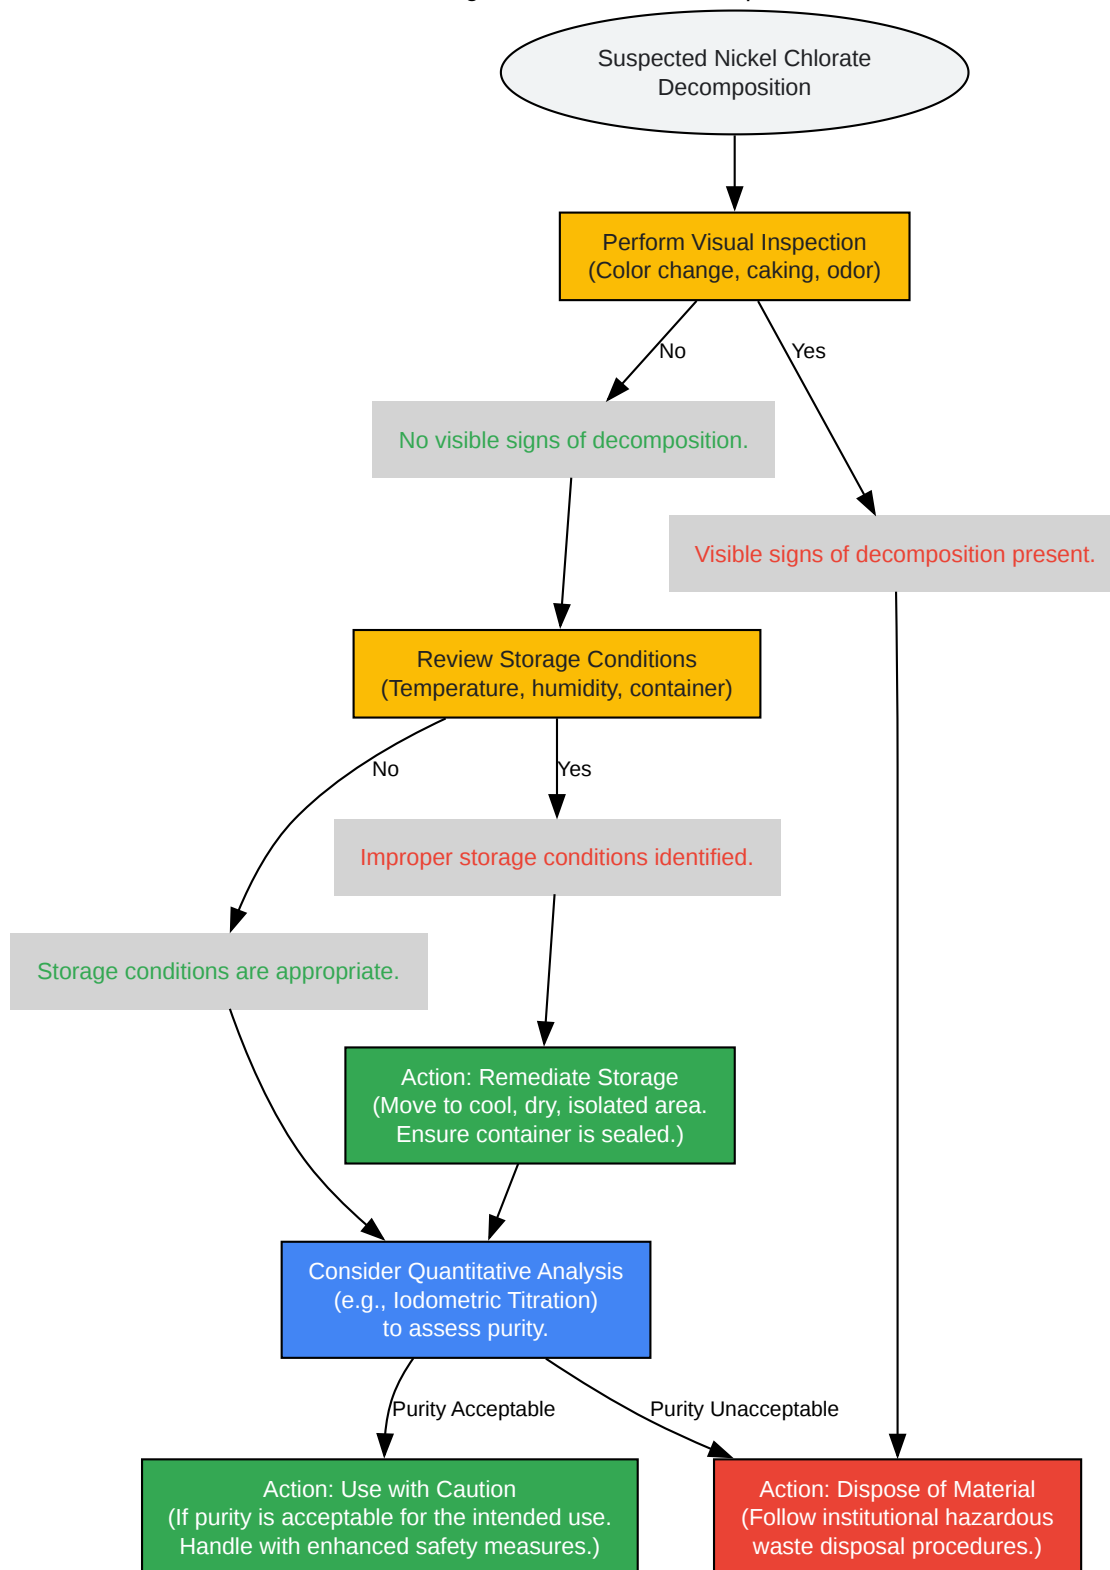 Suspected Nickel Chlorate
Decomposition
Perform Visual Inspection
(Color change, caking, odor)
No
Yes
No visible signs of decomposition.
Visible signs of decomposition present.
Review Storage Conditions
(Temperature, humidity, container)
No
Yes
Improper storage conditions identified.
Storage conditions are appropriate.
Action: Remediate Storage
(Move to cool, dry, isolated area.
Ensure container is sealed.)
Consider Quantitative Analysis
(e.g., Iodometric Titration)
to assess purity.
Purity Acceptable
Purity Unacceptable
Action: Use with Caution
(If purity is acceptable for the intended use.
Handle with enhanced safety measures.)
Action: Dispose of Material
(Follow institutional hazardous
waste disposal procedures.)